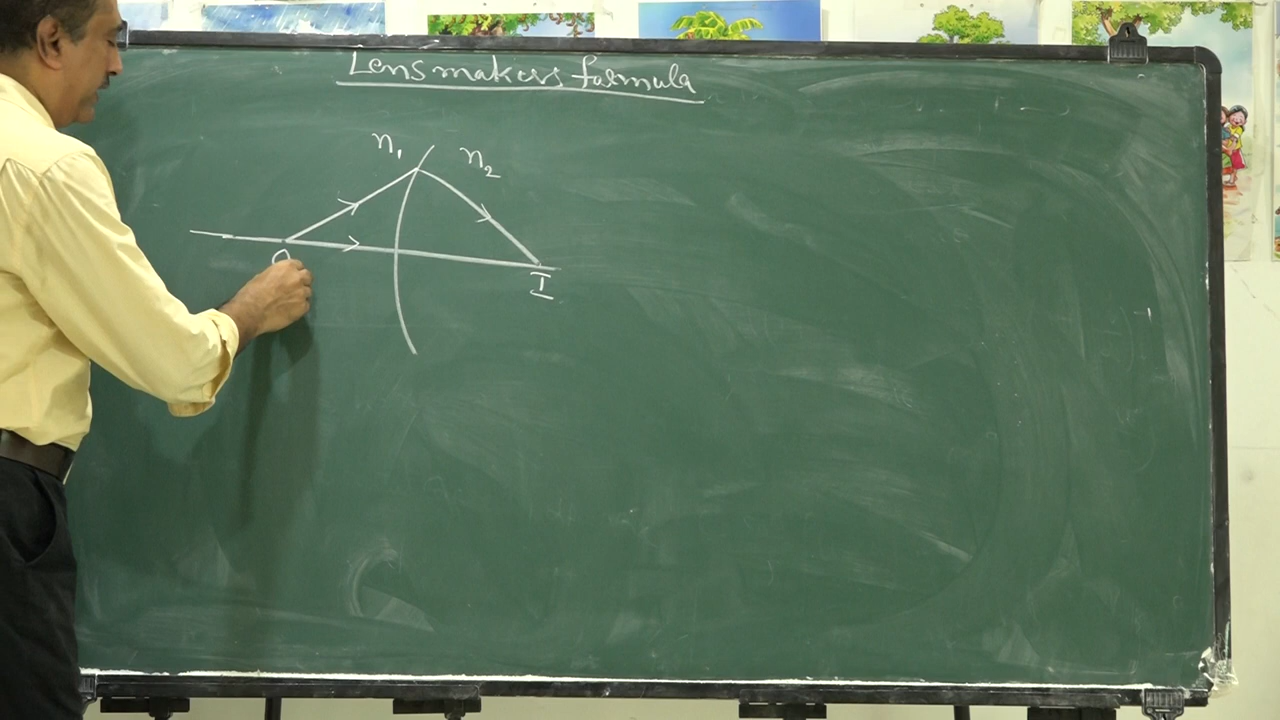 Lens makers formula
n₁ n₂
O
I